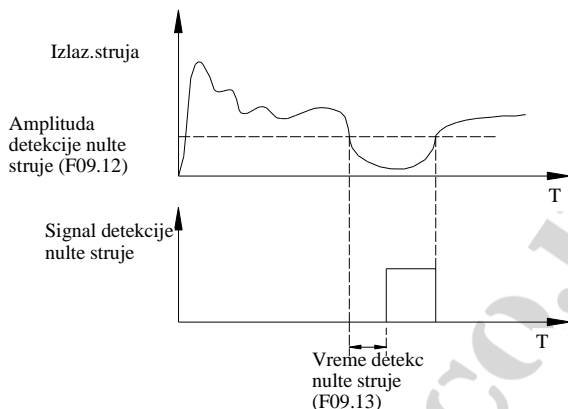 Izlaz.struja
Amplituda
detekcije nulte
struje (F09.12)
T
Signal detekcije
nulte struje
T
Vreme detekc
nulte struje
(F09.13)